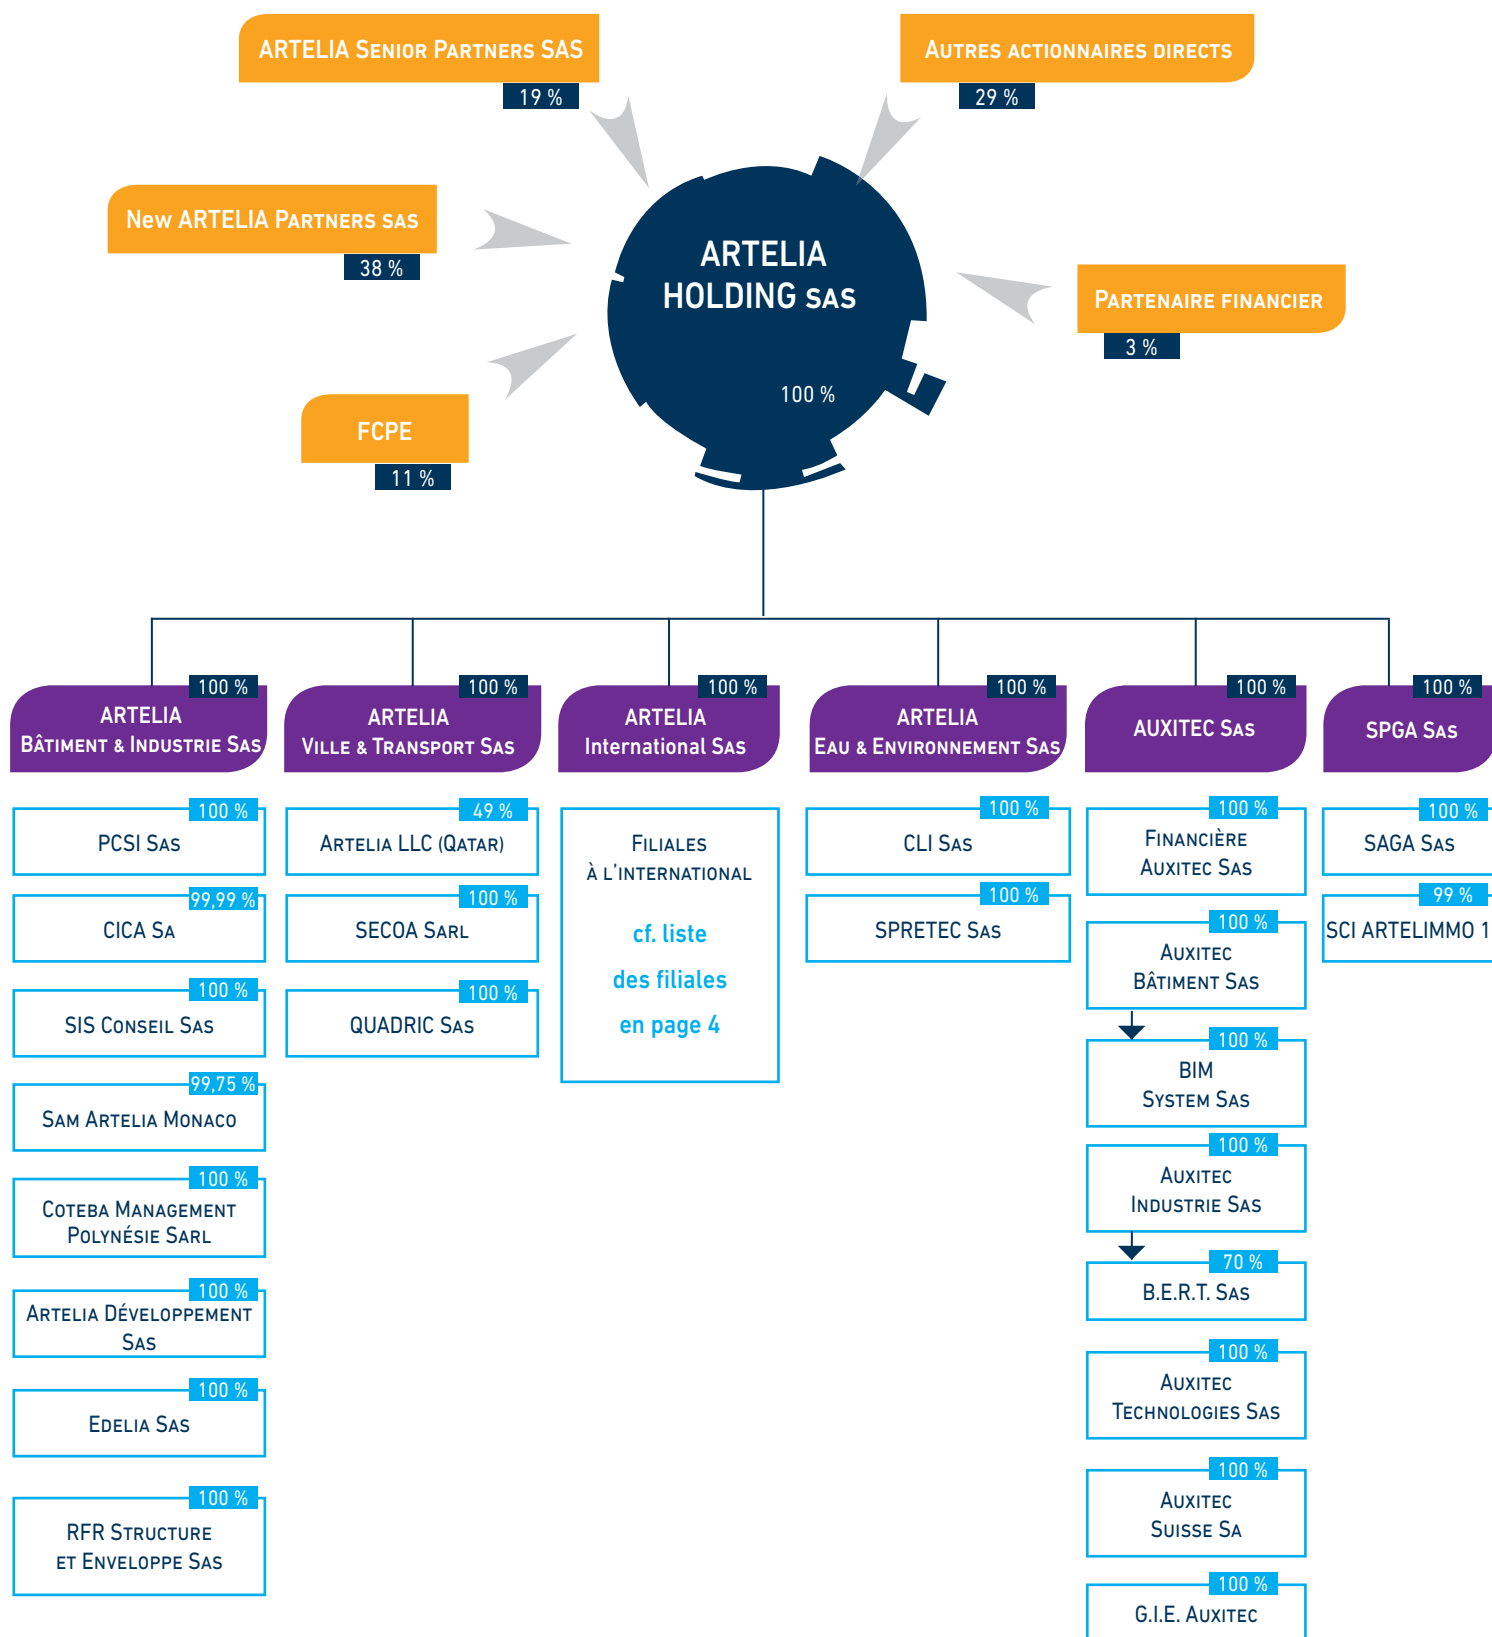 ARTELIA SENIOR PARTNERS SAS
19 %
AUTRES ACTIONNAIRES DIRECTS
29 %
New ARTELIA PARTNERS SAS
38 %
ARTELIA
HOLDING SAS
100 %
PARTENAIRE FINANCIER
3 %
FCPE
11 %
100 %
ARTELIA
BÂTIMENT & INDUSTRIE SAS
100 %
PCSI SAS
99,99 %
CICA SA
100 %
SIS CONSEIL SAS
99,75 %
SAM ARTELIA MONACO
100 %
COTEBA MANAGEMENT
POLYNÉSIE SARL
100 %
ARTELIA DÉVELOPPEMENT
SAS
100 %
EDELIA SAS
100 %
RFR STRUCTURE
ET ENVELOPPE SAS
100 %
ARTELIA
VILLE & TRANSPORT SAS
49 %
ARTELIA LLC (QATAR)
100 %
SECOA SARL
100 %
QUADRIC SAS
100 %
ARTELIA
International SAS
FILIALES
À L'INTERNATIONAL
cf. liste
des filiales
en page 4
100 %
ARTELIA
EAU & ENVIRONNEMENT SAS
100 %
CLI SAS
100 %
SPRETEC SAS
100 %
AUXITEC SAS
100 %
FINANCIÈRE
AUXITEC SAS
100 %
AUXITEC
BÂTIMENT SAS
100 %
BIM
SYSTEM SAS
100 %
AUXITEC
INDUSTRIE SAS
70 %
B.E.R.T. SAS
100 %
AUXITEC
TECHNOLOGIES SAS
100 %
AUXITEC
SUISSE SA
100 %
G.I.E. AUXITEC
100 %
SPGA SAS
100 %
SAGA SAS
99 %
SCI ARTELIMMO 1